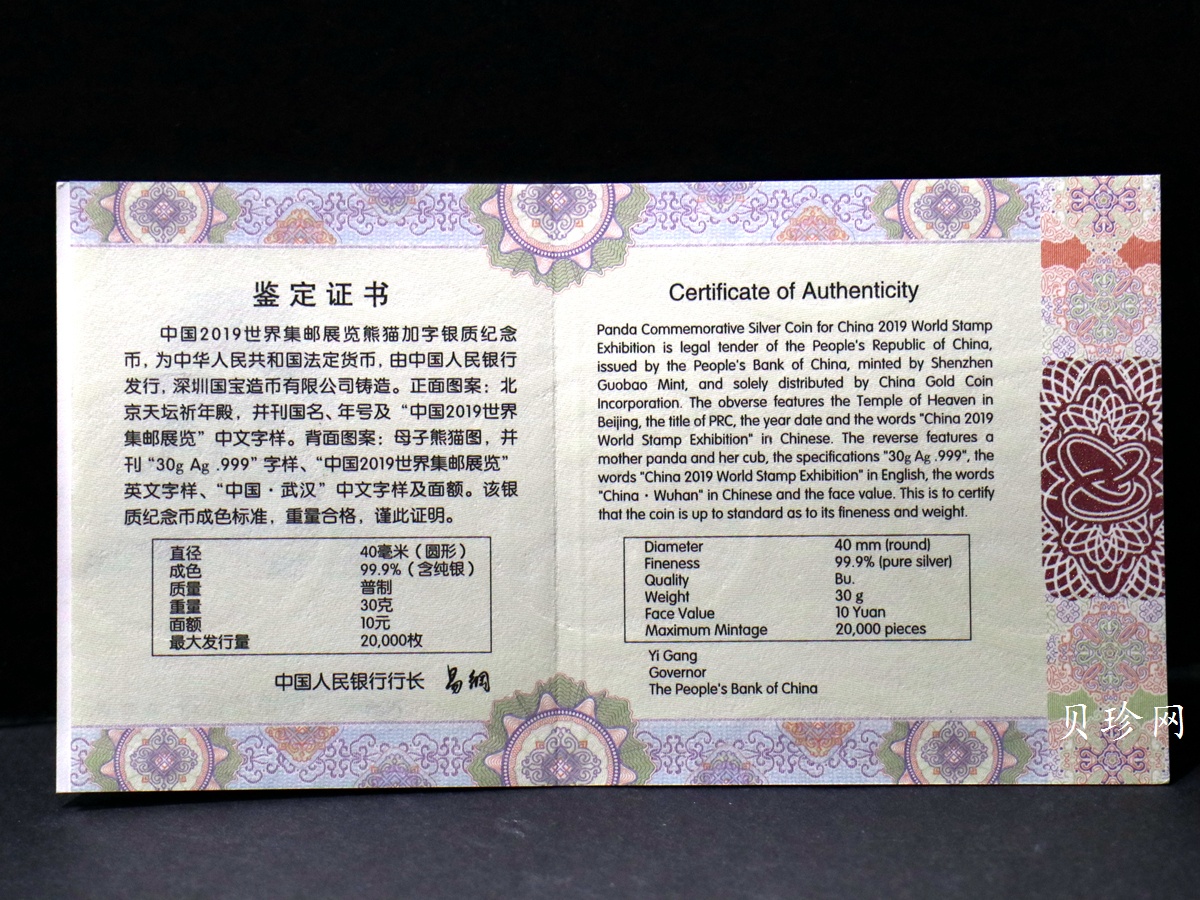 鉴定证书
中国2019世界集邮展览熊猫加字银质纪念
币，为中华人民共和国法定货币，由中国人民银行
发行，深圳国宝造币有限公司铸造。正面图案：北
京天坛祈年殿，并刊国名、年号及“中国2019世界
集邮展览”中文字样。背面图案：母子熊猫图，并
刊“30g Ag .999”字样、“中国2019世界集邮展览”
英文字样、“中国·武汉”中文字样及面额。该银
质纪念币成色标准，重量合格，谨此证明。
直径 40毫米（圆形）
成色 99.9%（含纯银）
质量 普制
重量 30克
面额 10元
最大发行量 20,000枚
中国人民银行行长 易纲
Certificate of Authenticity
Panda Commemorative Silver Coin for China 2019 World Stamp
Exhibition is legal tender of the People's Republic of China,
issued by the People's Bank of China, minted by Shenzhen
Guobao Mint, and solely distributed by China Gold Coin
Incorporation. The obverse features the Temple of Heaven in
Beijing, the title of PRC, the year date and the words "China 2019
World Stamp Exhibition" in Chinese. The reverse features a
mother panda and her cub, the specifications "30g Ag .999", the
words "China 2019 World Stamp Exhibition" in English, the words
"China · Wuhan" in Chinese and the face value. This is to certify
that the coin is up to standard as to its fineness and weight.
Diameter 40 mm (round)
Fineness 99.9% (pure silver)
Quality Bu.
Weight 30 g
Face Value 10 Yuan
Maximum Mintage 20,000 pieces
Yi Gang
Governor
The People's Bank of China
贝珍网